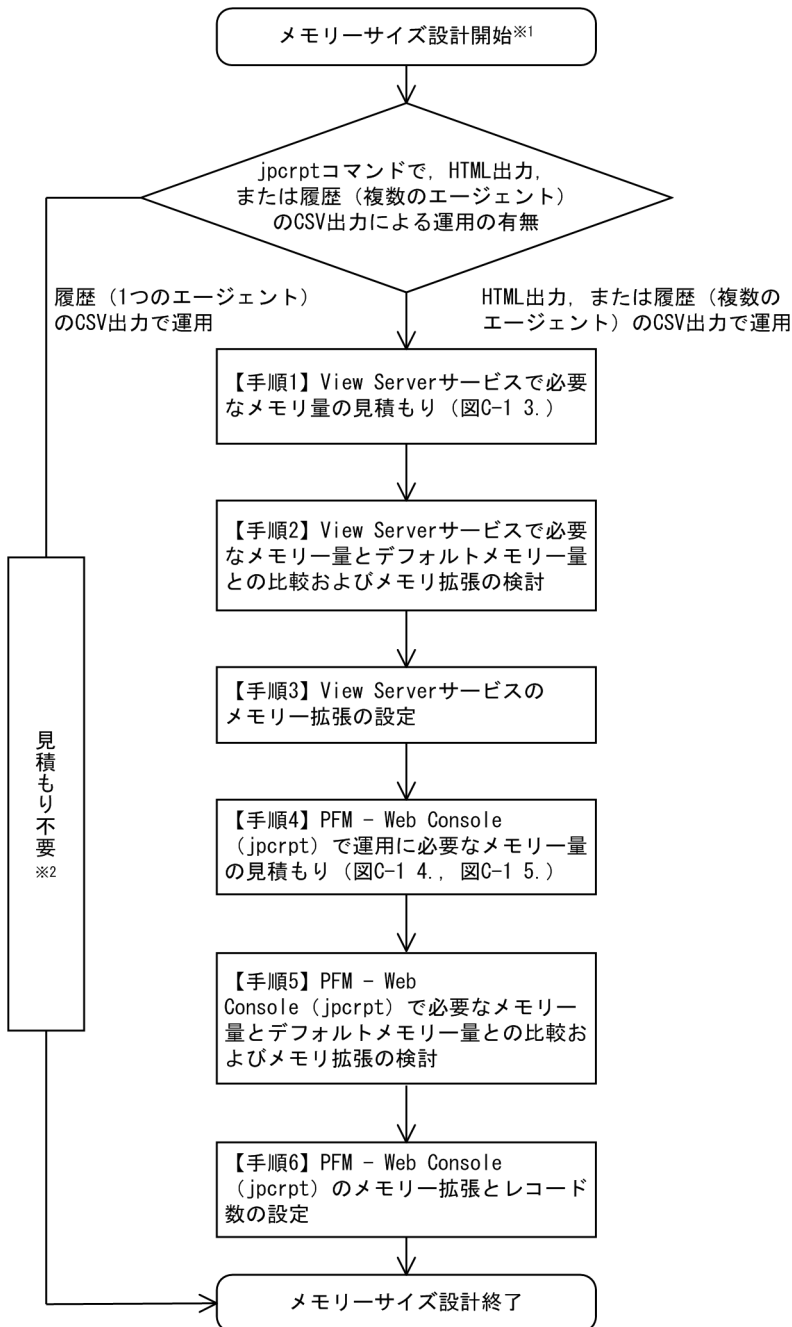 メモリーサイズ設計開始※1
jpcrptコマンドで，HTML出力，
または履歴（複数のエージェント）
のCSV出力による運用の有無
履歴（1つのエージェント）
のCSV出力で運用
HTML出力，または履歴（複数の
エージェント）のCSV出力で運用
【手順1】View Serverサービスで必要
なメモリ量の見積もり（図C-1 3.）
【手順2】View Serverサービスで必要
なメモリー量とデフォルトメモリー量
との比較およびメモリ拡張の検討
【手順3】View Serverサービスの
メモリー拡張の設定
見積もり不要
※2
【手順4】PFM − Web Console
（jpcrpt）で運用に必要なメモリー量
の見積もり（図C-1 4.，図C-1 5.）
【手順5】PFM − Web
Console（jpcrpt）で必要なメモリー
量とデフォルトメモリー量との比較お
よびメモリ拡張の検討
【手順6】PFM − Web Console
（jpcrpt）のメモリー拡張とレコード
数の設定
メモリーサイズ設計終了